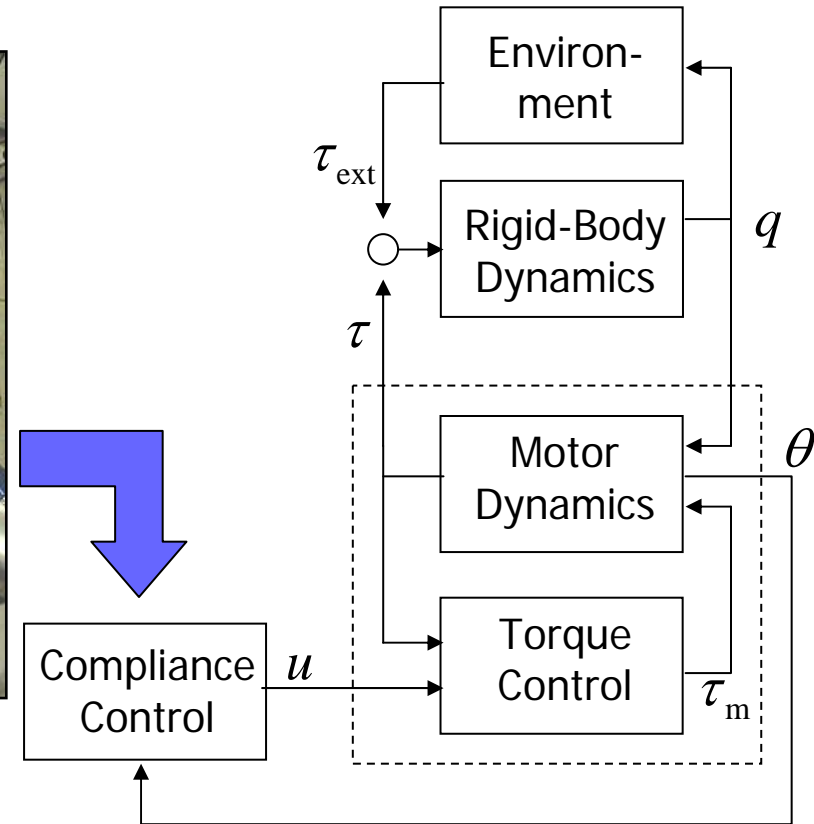 Environ-
ment
τ_ext
Rigid-Body
Dynamics
q
τ
Motor
Dynamics
θ
Torque
Control
Compliance
Control
u
τ_m